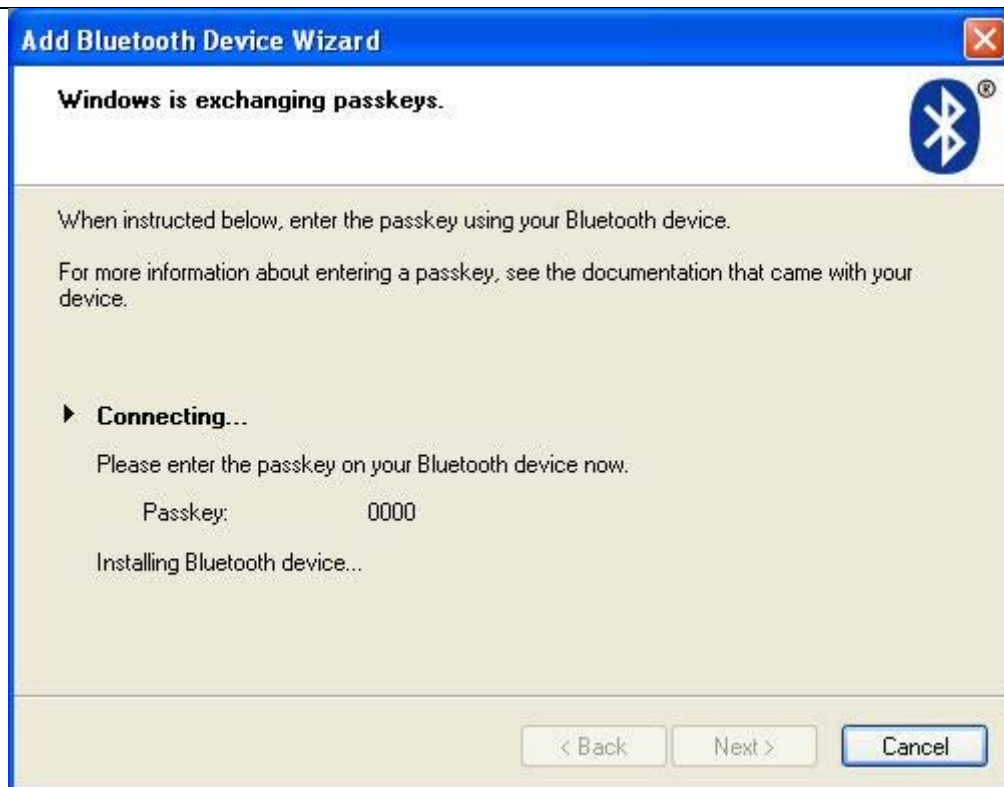 Add Bluetooth Device Wizard
Windows is exchanging passkeys.
®
When instructed below, enter the passkey using your Bluetooth device.
For more information about entering a passkey, see the documentation that came with your
device.
Connecting...
Please enter the passkey on your Bluetooth device now.
Passkey: 0000
Installing Bluetooth device...
< Back Next > Cancel